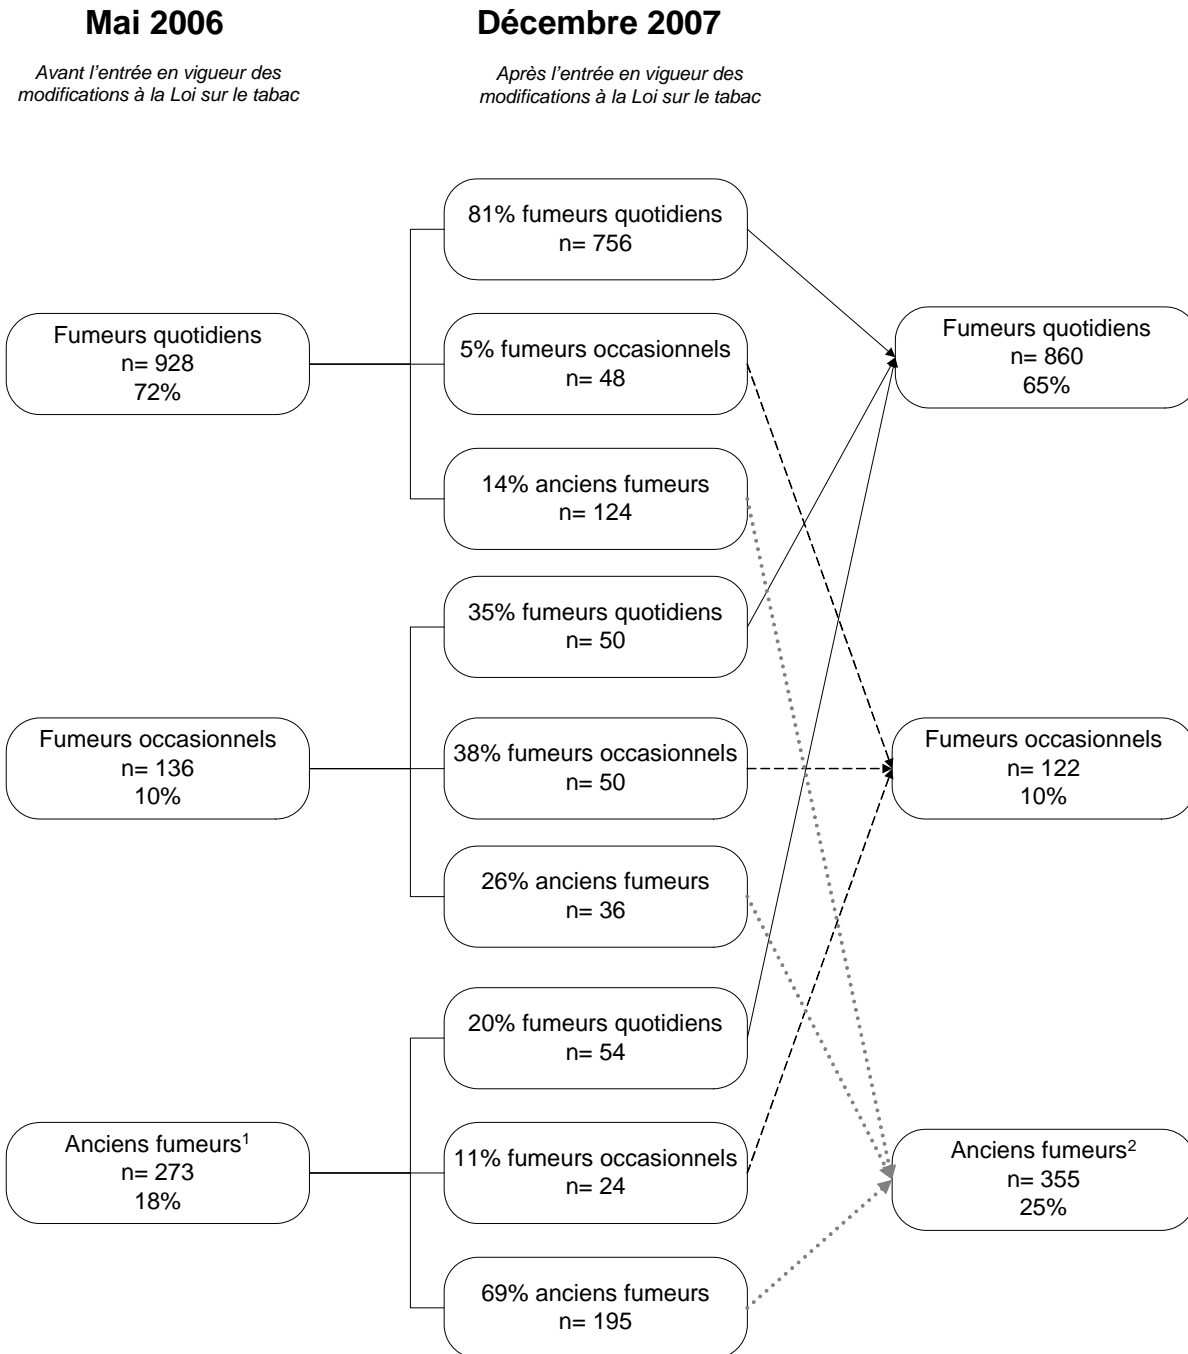 Mai 2006
Avant l'entrée en vigueur des
modifications à la Loi sur le tabac
Décembre 2007
Après l'entrée en vigueur des
modifications à la Loi sur le tabac
Fumeurs quotidiens
n= 928
72%
Fumeurs occasionnels
n= 136
10%
Anciens fumeurs¹
n= 273
18%
81% fumeurs quotidiens
n= 756
5% fumeurs occasionnels
n= 48
14% anciens fumeurs
n= 124
35% fumeurs quotidiens
n= 50
38% fumeurs occasionnels
n= 50
26% anciens fumeurs
n= 36
20% fumeurs quotidiens
n= 54
11% fumeurs occasionnels
n= 24
69% anciens fumeurs
n= 195
Fumeurs quotidiens
n= 860
65%
Fumeurs occasionnels
n= 122
10%
Anciens fumeurs²
n= 355
25%